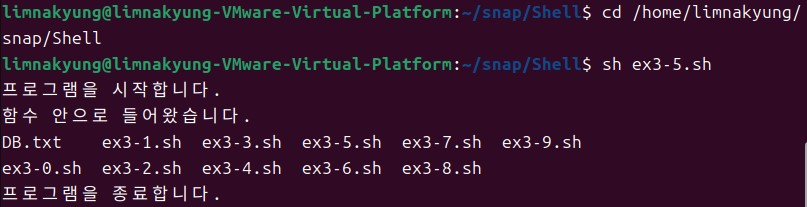 limnakyung@limnakyung-VMware-Virtual-Platform:~/snap/Shell$ cd /home/limnakyung/
snap/Shell
limnakyung@limnakyung-VMware-Virtual-Platform:~/snap/Shell$ sh ex3-5.sh
프로그램을 시작합니다.
함수 안으로 들어왔습니다.
DB.txt    ex3-1.sh  ex3-3.sh  ex3-5.sh  ex3-7.sh  ex3-9.sh
ex3-0.sh  ex3-2.sh  ex3-4.sh  ex3-6.sh  ex3-8.sh
프로그램을 종료합니다.